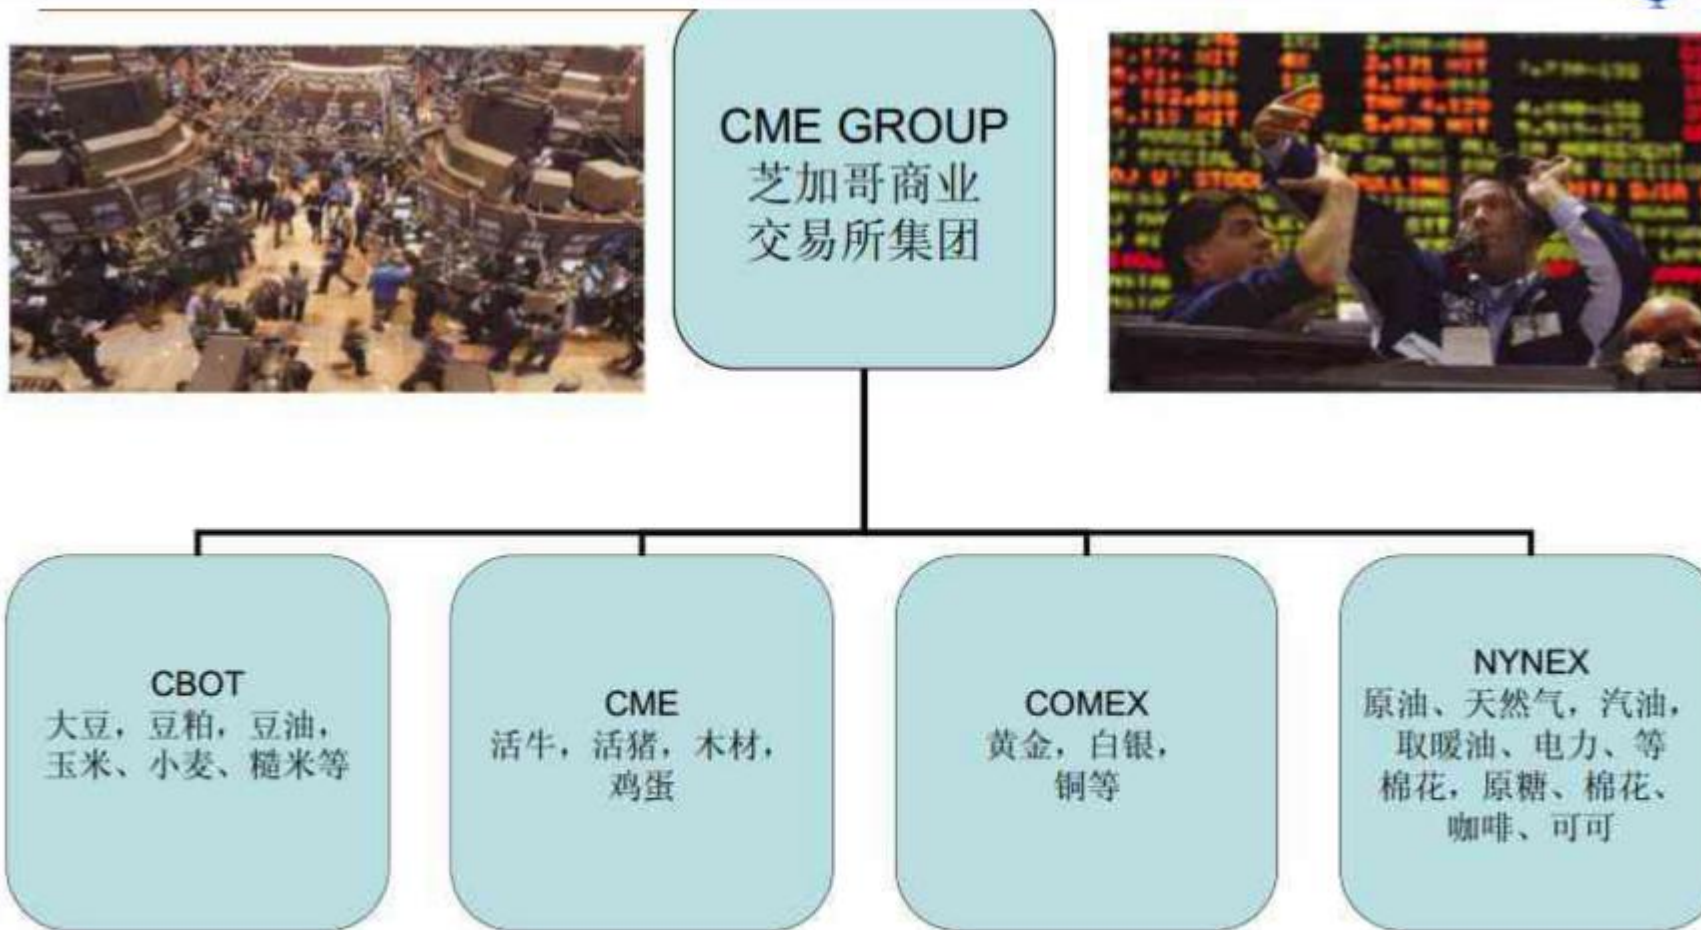 CME GROUP
芝加哥商业
交易所集团
CBOT
大豆，豆粕，豆油，
玉米、小麦、糙米等
CME
活牛，活猪，木材，
鸡蛋
COMEX
黄金，白银，
铜等
NYNEX
原油、天然气，汽油，
取暖油、电力、等
棉花，原糖、棉花、
咖啡、可可